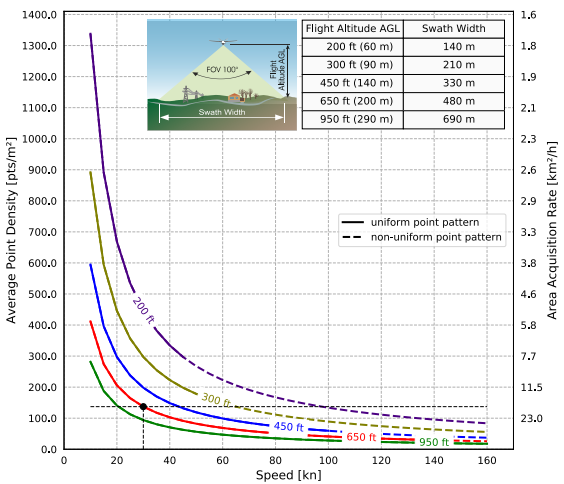 1400.0
1300.0
1200.0
1100.0
1000.0
900.0
800.0
700.0
600.0
500.0
400.0
300.0
200.0
100.0
0.0
Average Point Density [pts/m²]
0
20
40
60
80
100
120
140
160
Speed [kn]
1.6
1.8
1.9
2.1
2.3
2.6
2.9
3.3
3.8
4.6
5.8
7.7
11.5
23.0
Area Acquisition Rate [km²/h]
FOV 100°
Flight
Altitude AGL
Swath Width
Flight Altitude AGL Swath Width
200 ft (60 m) 140 m
300 ft (90 m) 210 m
450 ft (140 m) 330 m
650 ft (200 m) 480 m
950 ft (290 m) 690 m
uniform point pattern
non-uniform point pattern
200 ft
300 ft
450 ft
650 ft
950 ft